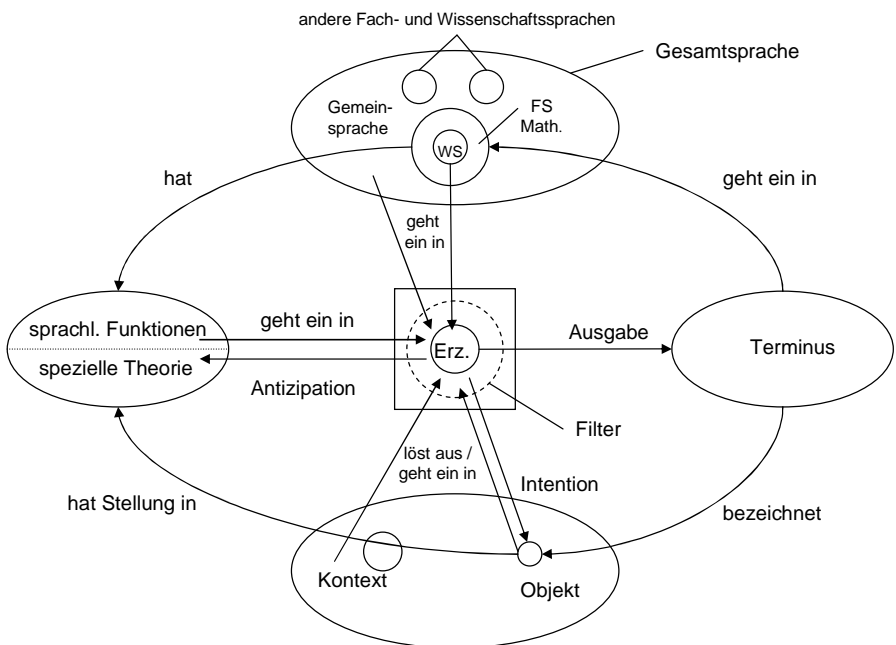 andere Fach- und Wissenschaftssprachen
Gesamtsprache
Gemein-
sprache
FS
Math.
WS
hat
geht ein in
geht
ein in
sprachl. Funktionen
spezielle Theorie
geht ein in
Antizipation
Erz.
Ausgabe
Terminus
Filter
löst aus /
geht ein in
Intention
hat Stellung in
bezeichnet
Kontext
Objekt